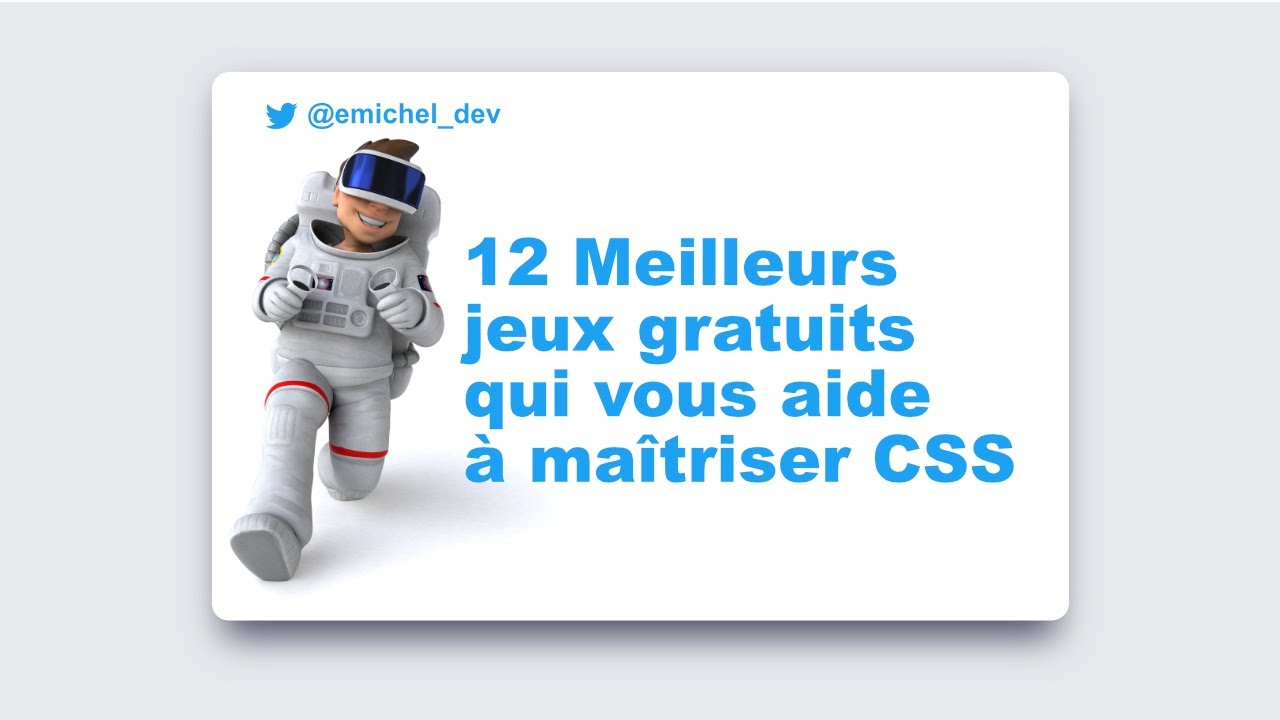 @emichel_dev
12 Meilleurs
jeux gratuits
qui vous aide
à maîtriser CSS